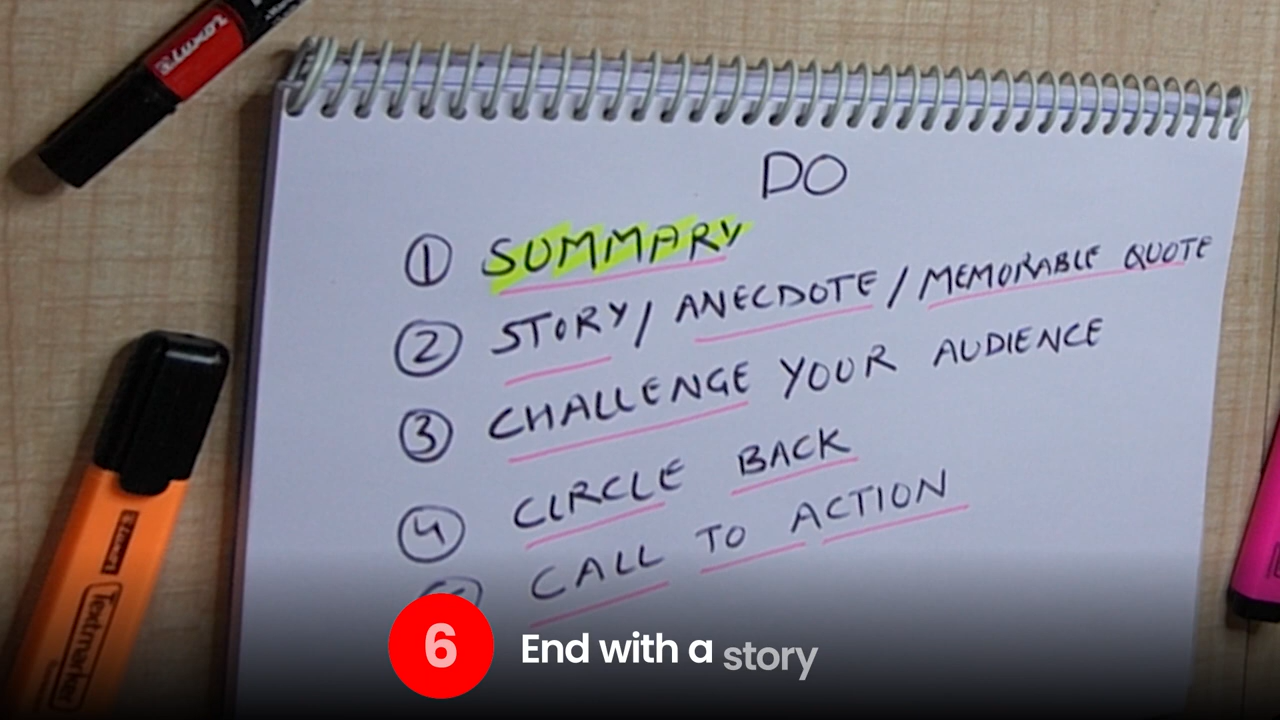 DO
1 SUMMARY
2 STORY / ANECDOTE / MEMORABLE QUOTE
3 CHALLENGE YOUR AUDIENCE
4 CIRCLE BACK
CALL TO ACTION
6 End with a story
Luxor
Textmarker